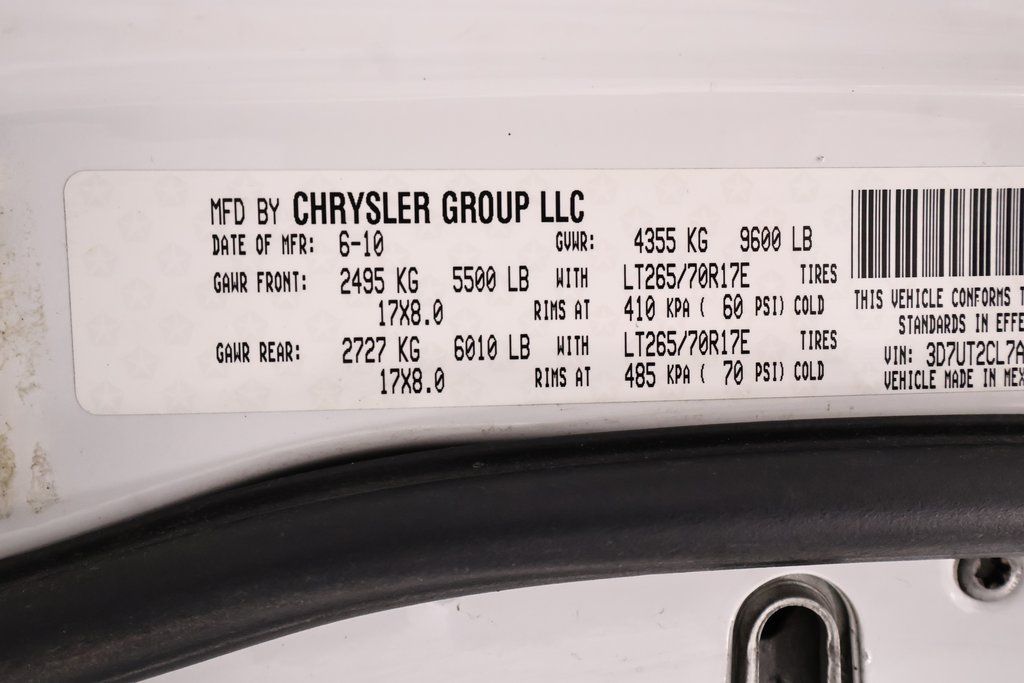 MFD BY CHRYSLER GROUP LLC
DATE OF MFR: 6-10 GVWR: 4355 KG 9600 LB
GAWR FRONT: 2495 KG 5500 LB WITH LT265/70R17E TIRES
17X8.0 RIMS AT 410 KPA ( 60 PSI) COLD
GAWR REAR: 2727 KG 6010 LB WITH LT265/70R17E TIRES
17X8.0 RIMS AT 485 KPA ( 70 PSI) COLD
THIS VEHICLE CONFORMS T
STANDARDS IN EFFE
VIN: 3D7UT2CL7A
VEHICLE MADE IN MEX